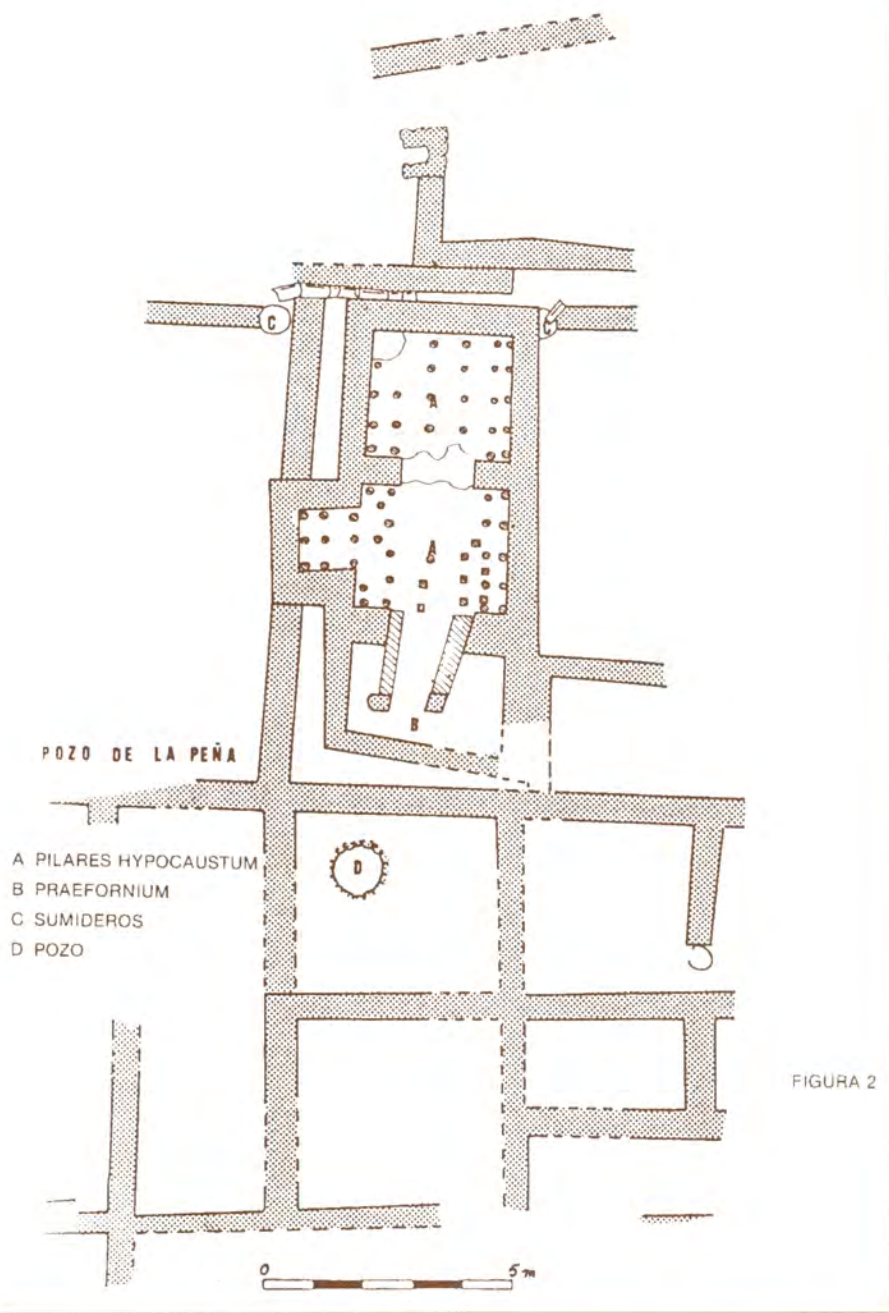 C
C
A
A
B
POZO DE LA PEÑA
D
A PILARES HYPOCAUSTUM
B PRAEFORNIUM
C SUMIDEROS
D POZO
FIGURA 2
0 5 m